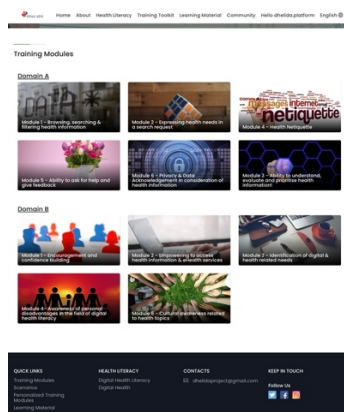 Home About Health Literacy Training Toolkit Learning Material Community Hello dhelida.platform English
Training Modules
Domain A
Module 1 - Browsing, searching &
filtering health information
Module 2 - Expressing health needs in
a search request
messages internet
netiquette
Module 4 - Health Netiquette
Module 5 - Ability to ask for help and
give feedback
Module 6 - Privacy & Data
Acknowledgement in consideration of
health information
Module 3 - Ability to understand,
evaluate and prioritise health
information!
Domain B
Module 1 - Encouragement and
confidence building
Module 2 - Empowering to access
health information & eHealth services
Module 2 - Identification of digital &
health related needs
Module 4 - Awareness of personal
disadvantages in the field of digital
health literacy
Module 5 - Cultural awareness related
to health topics
QUICK LINKS
Training Modules
Scenarios
Personalized Training
Modules
Learning Material
HEALTH LITERACY
Digital Health Literacy
Digital Health
CONTACTS
dhelidaproject@gmail.com
KEEP IN TOUCH
Follow Us